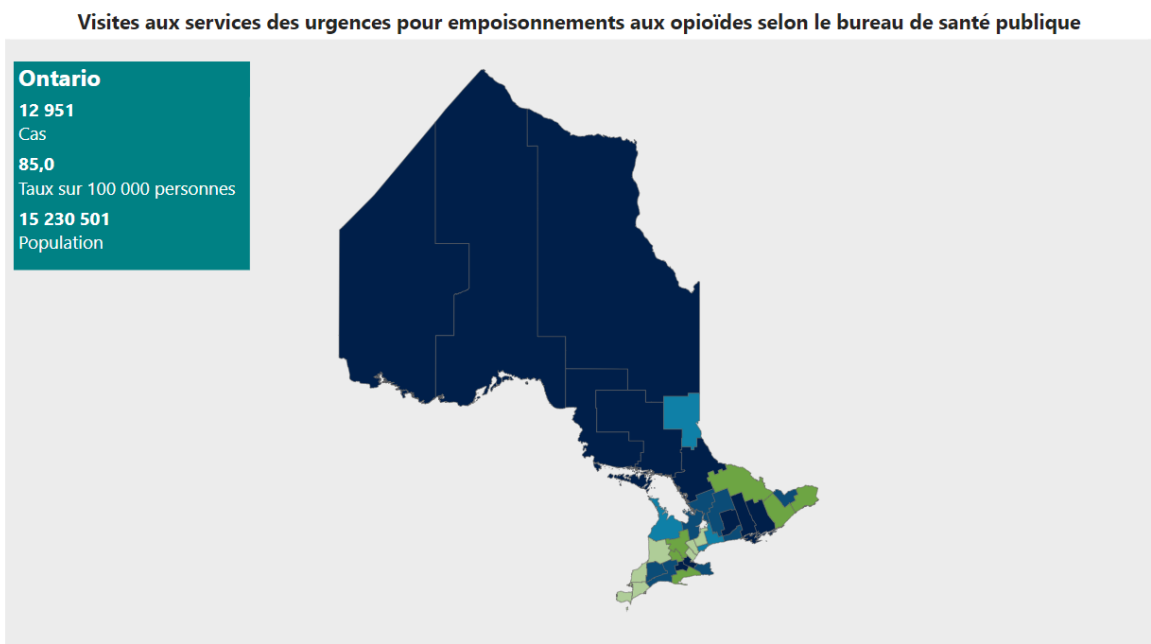 Visites aux services des urgences pour empoisonnements aux opioïdes selon le bureau de santé publique
Ontario
12 951
Cas
85,0
Taux sur 100 000 personnes
15 230 501
Population